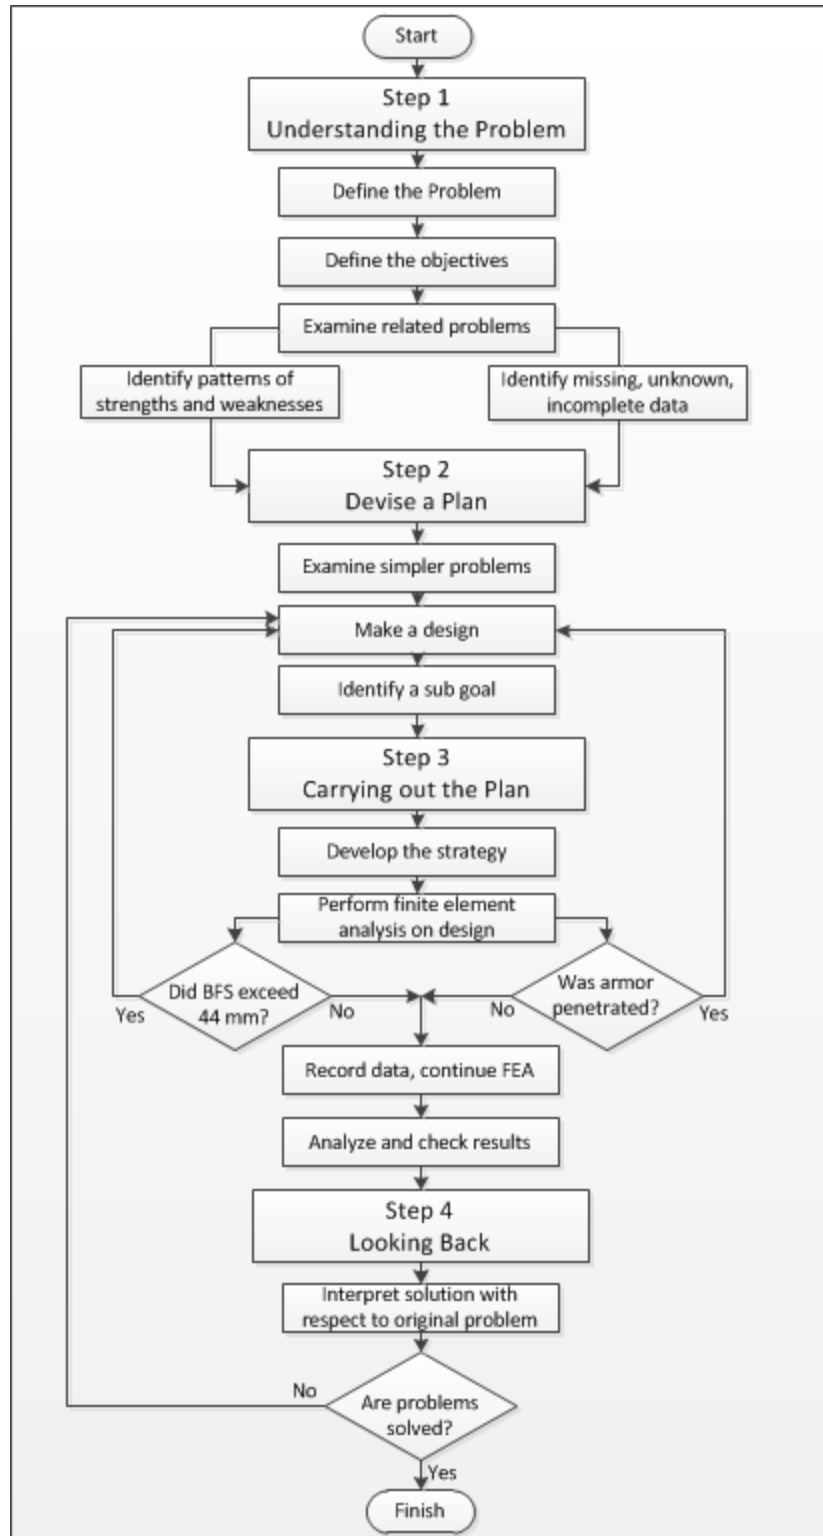 Start
Step 1
Understanding the Problem
Define the Problem
Define the objectives
Examine related problems
Identify patterns of
strengths and weaknesses
Identify missing, unknown,
incomplete data
Step 2
Devise a Plan
Examine simpler problems
Make a design
Identify a sub goal
Step 3
Carrying out the Plan
Develop the strategy
Perform finite element
analysis on design
Did BFS exceed
44 mm?
Yes
No
Was armor
penetrated?
No
Yes
Record data, continue FEA
Analyze and check results
Step 4
Looking Back
Interpret solution with
respect to original problem
No
Are problems
solved?
Yes
Finish